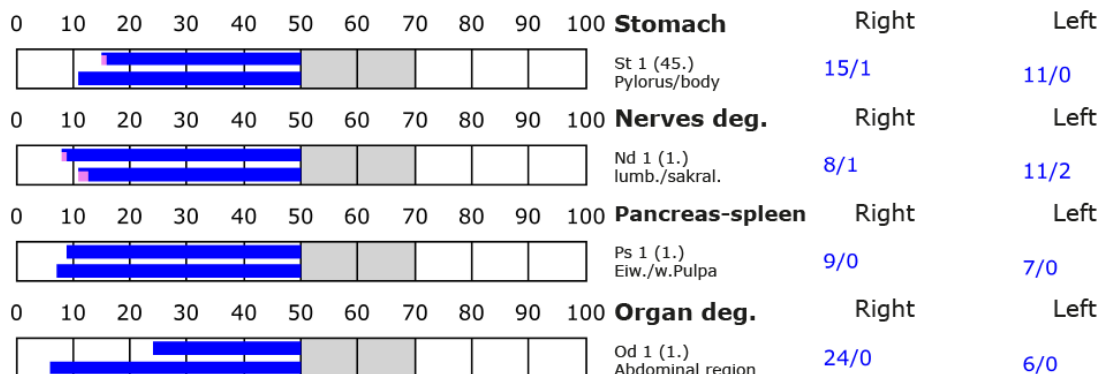 0 10 20 30 40 50 60 70 80 90 100 Stomach Right Left
St 1 (45.) 15/1 11/0
Pylorus/body
0 10 20 30 40 50 60 70 80 90 100 Nerves deg. Right Left
Nd 1 (1.) 8/1 11/2
lumb./sakral.
0 10 20 30 40 50 60 70 80 90 100 Pancreas-spleen Right Left
Ps 1 (1.) 9/0 7/0
Eiw./w.Pulpa
0 10 20 30 40 50 60 70 80 90 100 Organ deg. Right Left
Od 1 (1.) 24/0 6/0
Abdominal region